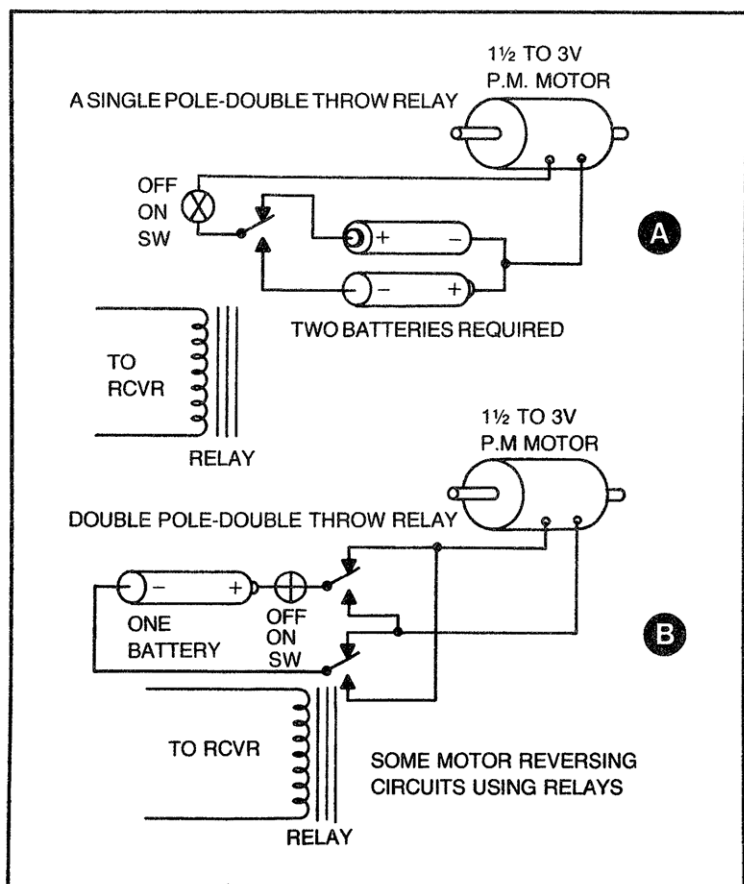 1½ TO 3V
P.M. MOTOR
A SINGLE POLE-DOUBLE THROW RELAY
OFF
ON
SW
+ −
− +
A
TWO BATTERIES REQUIRED
TO
RCVR
RELAY
1½ TO 3V
P.M MOTOR
DOUBLE POLE-DOUBLE THROW RELAY
− +
ONE
BATTERY
OFF
ON
SW
B
TO RCVR
SOME MOTOR REVERSING
CIRCUITS USING RELAYS
RELAY